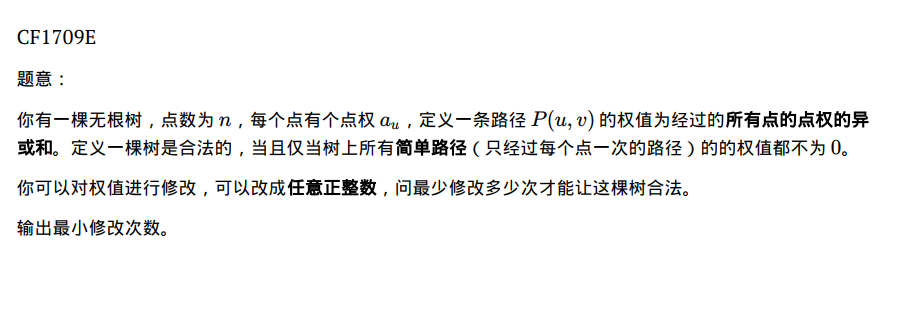 CF1709E
题意：
你有一棵无根树，点数为 n，每个点有个点权 a_u，定义一条路径 P(u, v) 的权值为经过的所有点的点权的异
或和。定义一棵树是合法的，当且仅当树上所有简单路径（只经过每个点一次的路径）的的权值都不为 0。
你可以对权值进行修改，可以改成任意正整数，问最少修改多少次才能让这棵树合法。
输出最小修改次数。